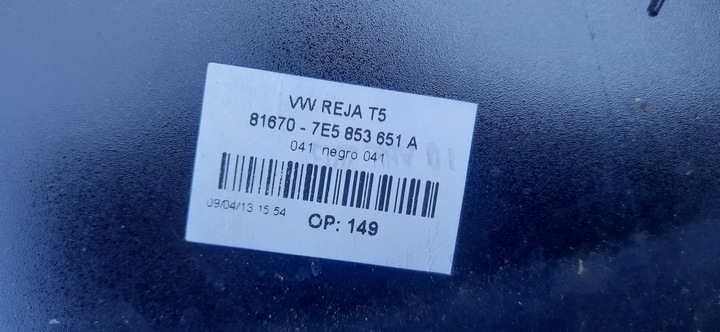 VW REJA T5
81670 - 7E5 853 651 A
041 negro 041
09/04/13 15 54
OP: 149